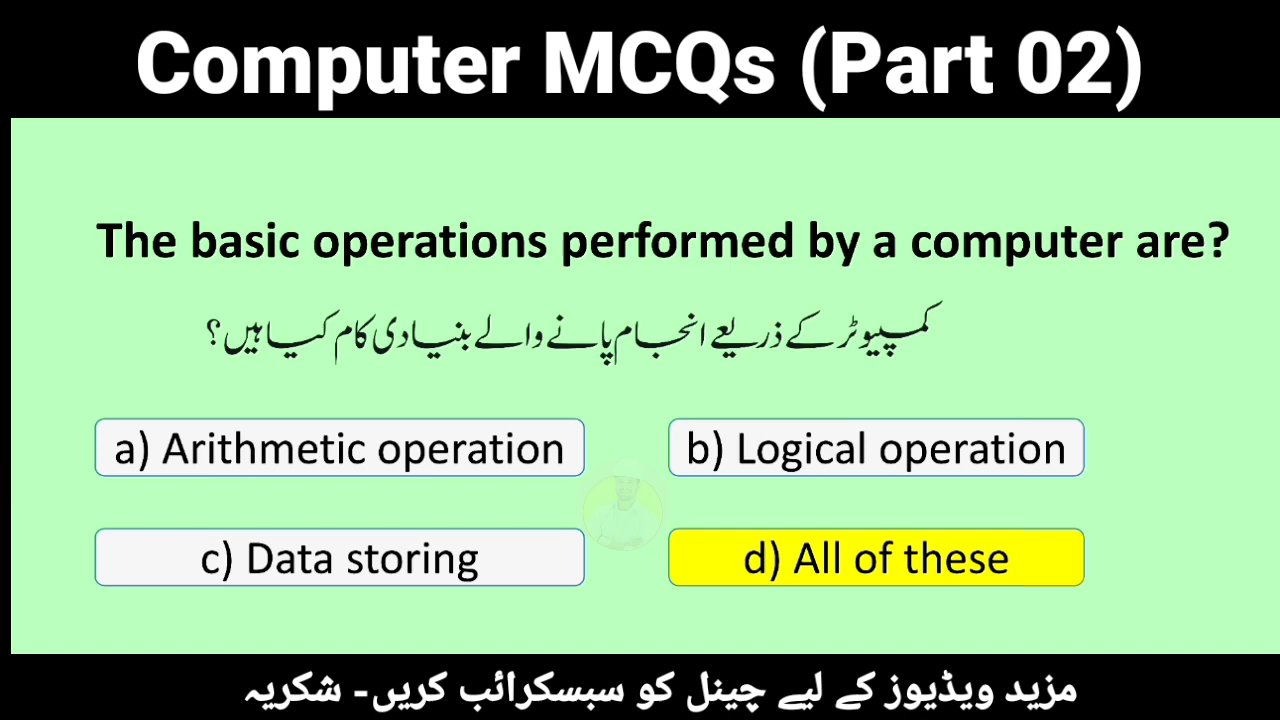 Computer MCQs (Part 02)
The basic operations performed by a computer are?
کمپیوٹر کے ذریعے انجام پانے والے بنیادی کام کیا ہیں؟
a) Arithmetic operation
b) Logical operation
c) Data storing
d) All of these
مزید ویڈیوز کے لیے چینل کو سبسکرائب کریں۔ شکریہ